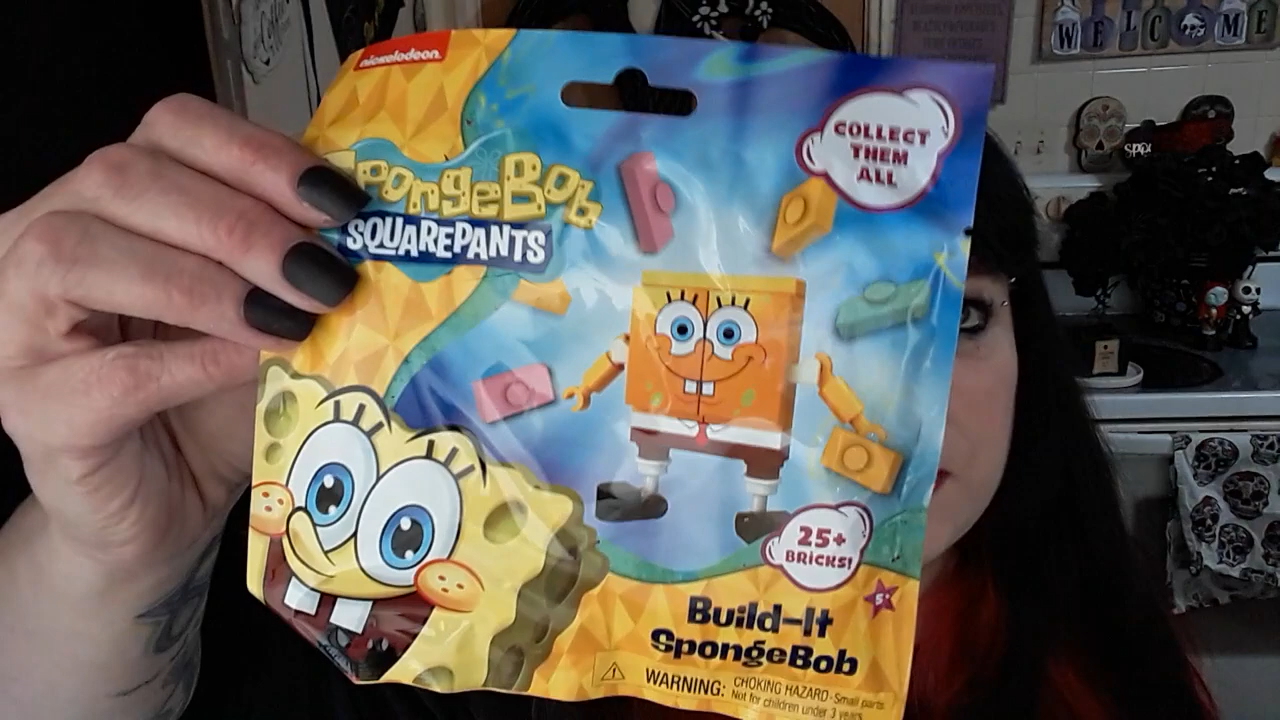 nickelodeon
SpongeBob
SQUAREPANTS
COLLECT
THEM
ALL
25+
BRICKS!
5+
Build-It
SpongeBob
WARNING: CHOKING HAZARD-Small parts.
Not for children under 3 years.
WELCOME